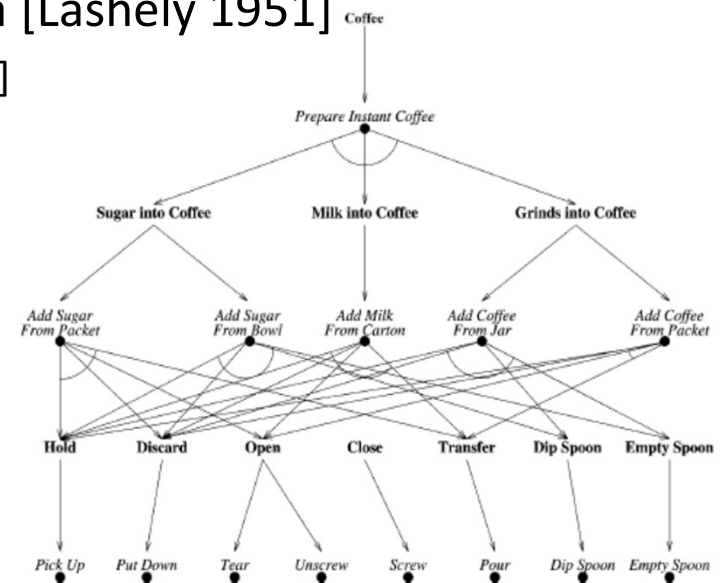 n [Lashely 1951]
]
Coffee
Prepare Instant Coffee
Sugar into Coffee Milk into Coffee Grinds into Coffee
Add Sugar Add Sugar Add Milk Add Coffee Add Coffee
From Packet From Bowl From Carton From Jar From Packet
Hold Discard Open Close Transfer Dip Spoon Empty Spoon
Pick Up Put Down Tear Unscrew Screw Pour Dip Spoon Empty Spoon